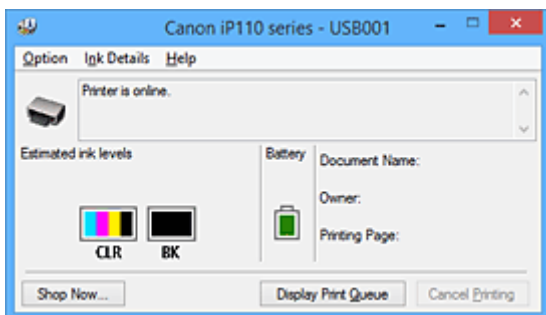 Canon iP110 series - USB001
Option Ink Details Help
Printer is online.
Estimated ink levels
Battery
Document Name:
Owner:
Printing Page:
CLR BK
Shop Now... Display Print Queue Cancel Printing